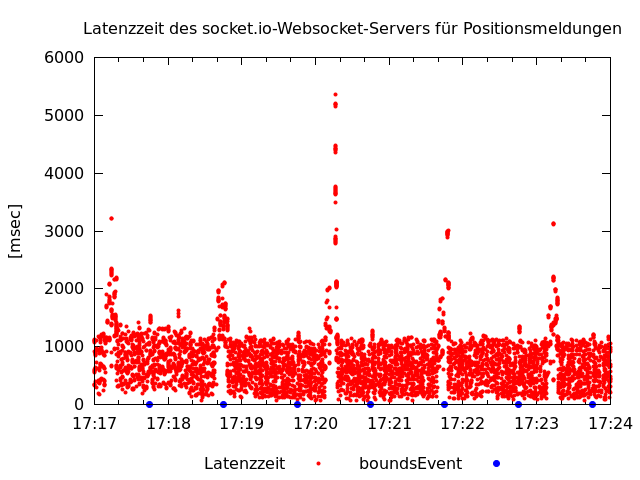 Latenzzeit des socket.io-Websocket-Servers für Positionsmeldungen
6000
5000
4000
3000
2000
1000
0
[msec]
17:17 17:18 17:19 17:20 17:21 17:22 17:23 17:24
Latenzzeit boundsEvent